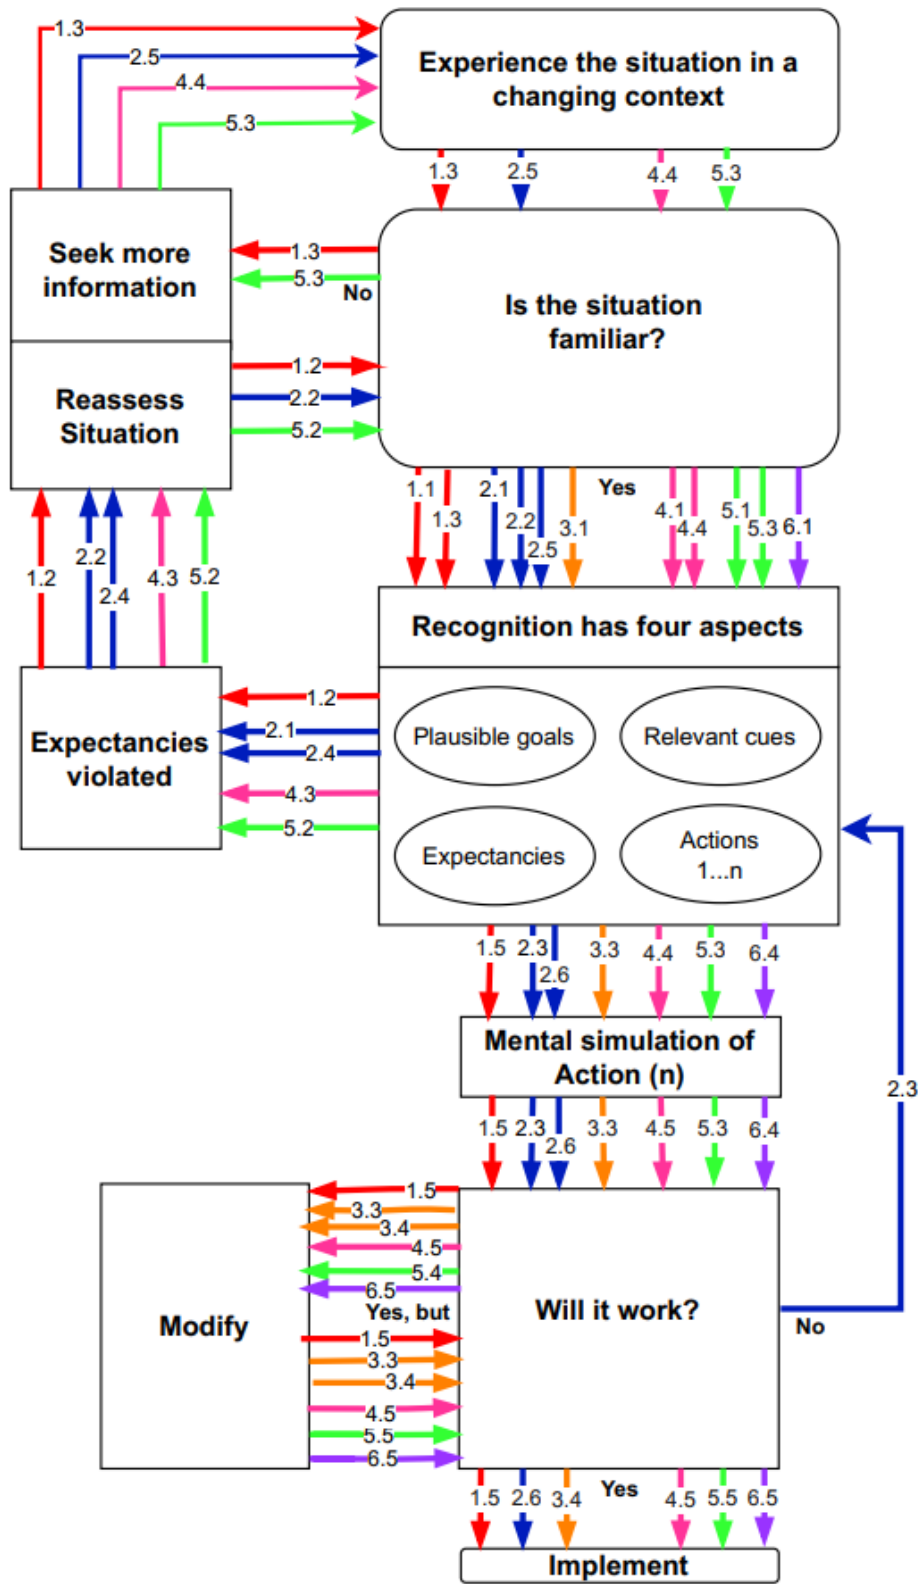 1.3
2.5
4.4
5.3
Experience the situation in a
changing context
1.3 2.5 4.4 5.3
Seek more
information
1.3
5.3
No
Is the situation
familiar?
Reassess
Situation
1.2
2.2
5.2
1.1 1.3 2.1 2.2 2.5 3.1 Yes 4.1 4.4 5.1 5.3 6.1
1.2 2.2 2.4 4.3 5.2
Recognition has four aspects
Expectancies
violated
1.2
2.1
2.4
4.3
5.2
Plausible goals
Relevant cues
Expectancies
Actions
1...n
1.5 2.3 2.6 3.3 4.4 5.3 6.4
Mental simulation of
Action (n)
2.3
1.5 2.3 2.6 3.3 4.5 5.3 6.4
1.5
3.3
3.4
4.5
5.4
6.5
Yes, but
Modify
Will it work?
No
1.5
3.3
3.4
4.5
5.5
6.5
1.5 2.6 3.4 Yes 4.5 5.5 6.5
Implement